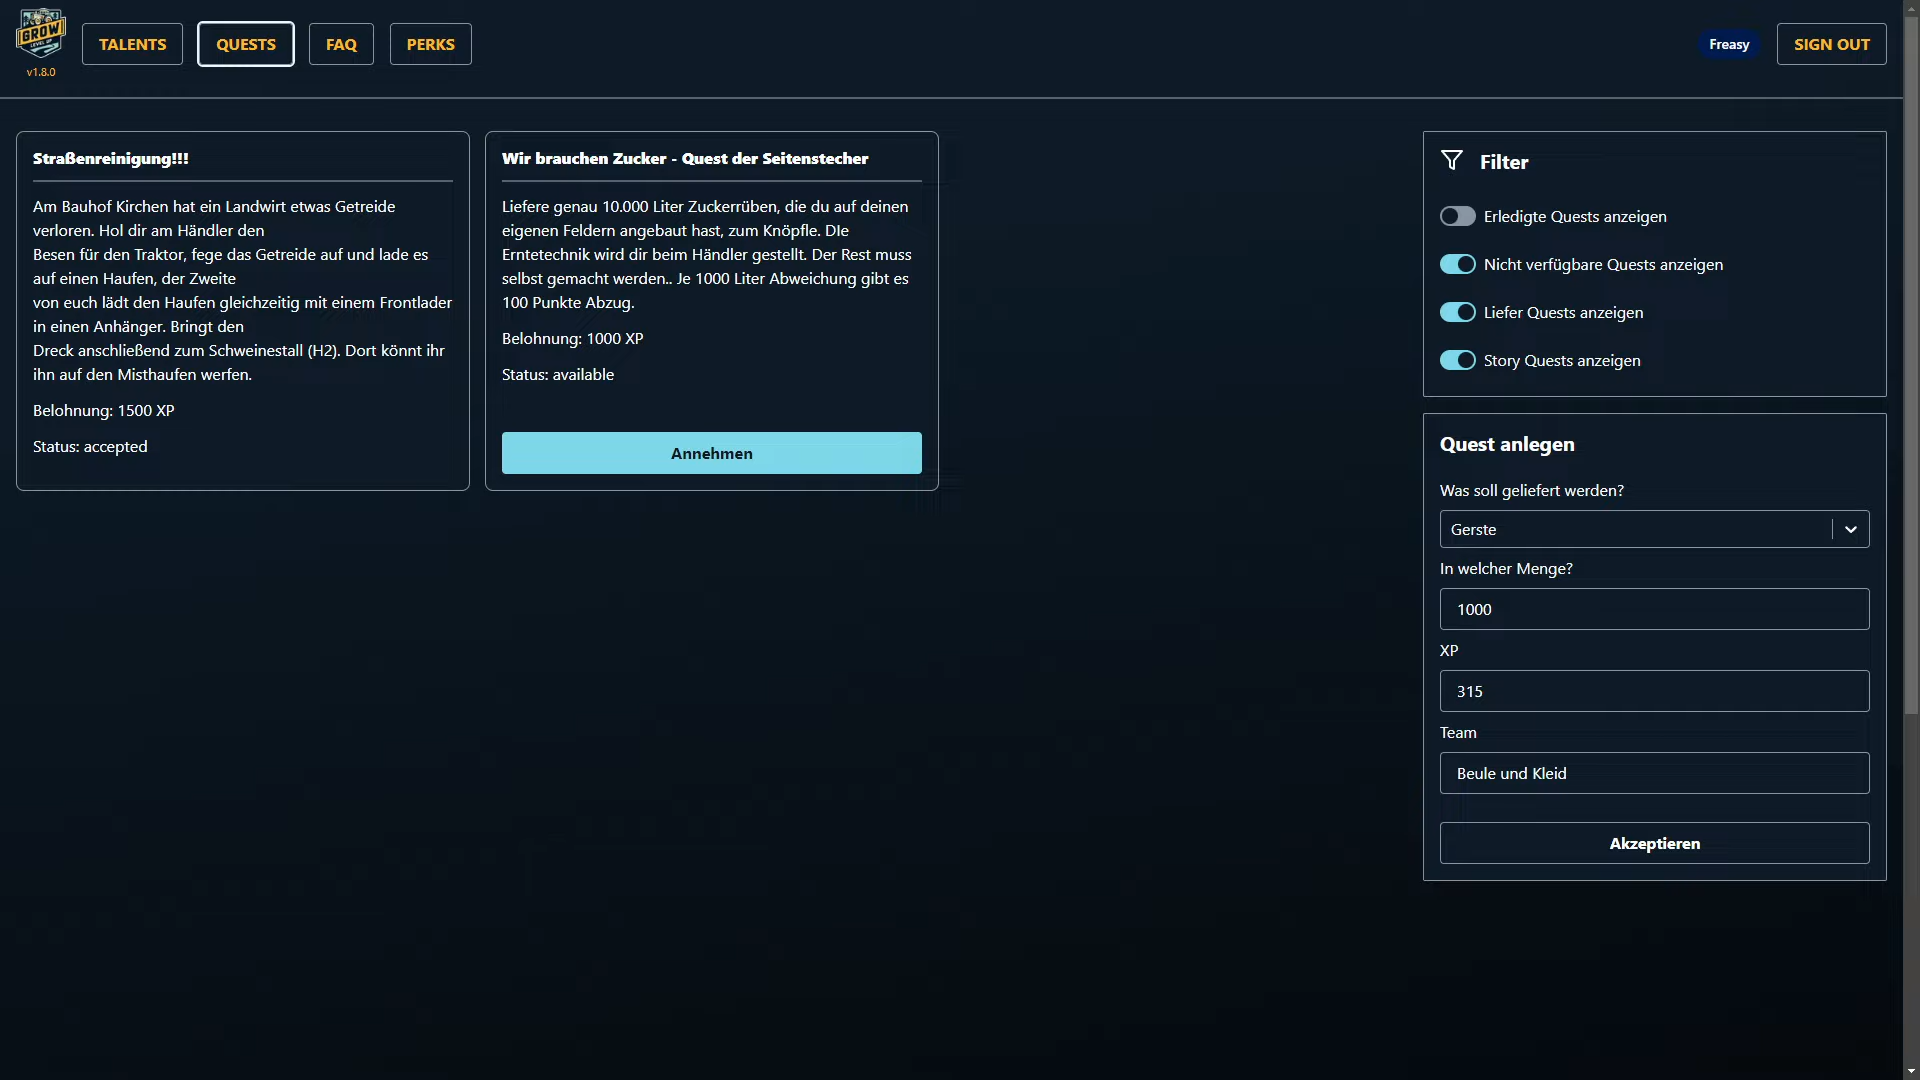 GROW
LEVEL UP
v1.8.0
TALENTS
QUESTS
FAQ
PERKS
Freasy
SIGN OUT
Straßenreinigung!!!
Am Bauhof Kirchen hat ein Landwirt etwas Getreide
verloren. Hol dir am Händler den
Besen für den Traktor, fege das Getreide auf und lade es
auf einen Haufen, der Zweite
von euch lädt den Haufen gleichzeitig mit einem Frontlader
in einen Anhänger. Bringt den
Dreck anschließend zum Schweinestall (H2). Dort könnt ihr
ihn auf den Misthaufen werfen.
Belohnung: 1500 XP
Status: accepted
Wir brauchen Zucker - Quest der Seitenstecher
Liefere genau 10.000 Liter Zuckerrüben, die du auf deinen
eigenen Feldern angebaut hast, zum Knöpfle. DIe
Erntetechnik wird dir beim Händler gestellt. Der Rest muss
selbst gemacht werden.. Je 1000 Liter Abweichung gibt es
100 Punkte Abzug.
Belohnung: 1000 XP
Status: available
Annehmen
Filter
Erledigte Quests anzeigen
Nicht verfügbare Quests anzeigen
Liefer Quests anzeigen
Story Quests anzeigen
Quest anlegen
Was soll geliefert werden?
Gerste
In welcher Menge?
1000
XP
315
Team
Beule und Kleid
Akzeptieren